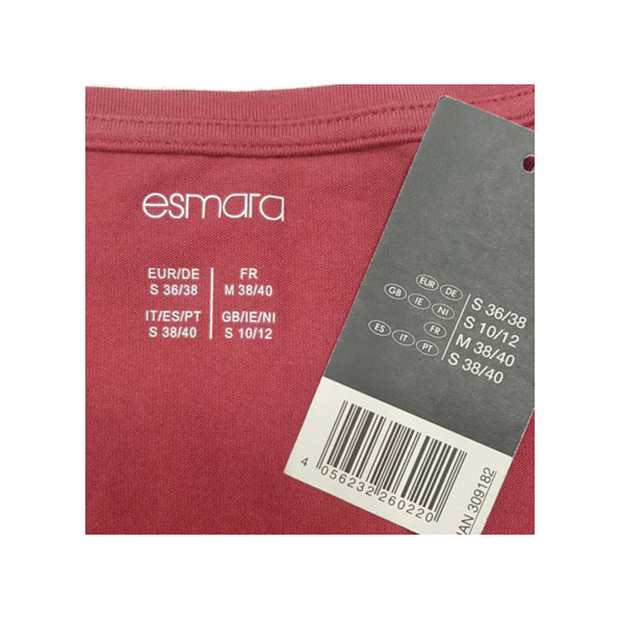 esmara
EUR/DE
S 36/38
FR
M 38/40
IT/ES/PT
S 38/40
GB/IE/NI
S 10/12
EUR DE S 36/38
GB IE NI S 10/12
FR M 38/40
ES IT PT S 38/40
4 056232 260220
IAN 309182